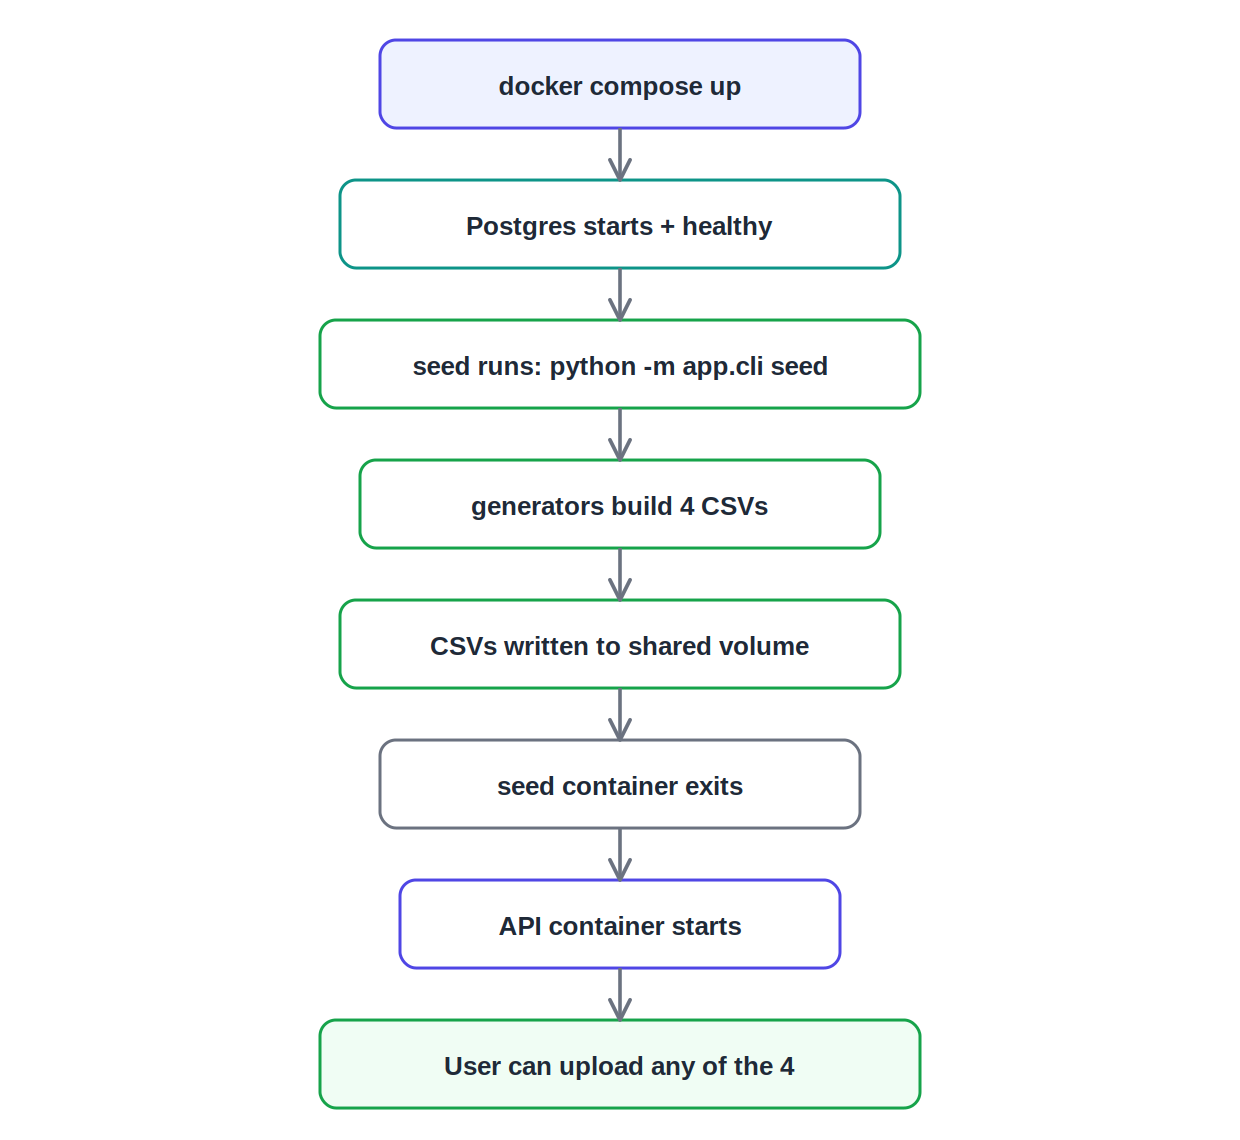 docker compose up
Postgres starts + healthy
seed runs: python -m app.cli seed
generators build 4 CSVs
CSVs written to shared volume
seed container exits
API container starts
User can upload any of the 4